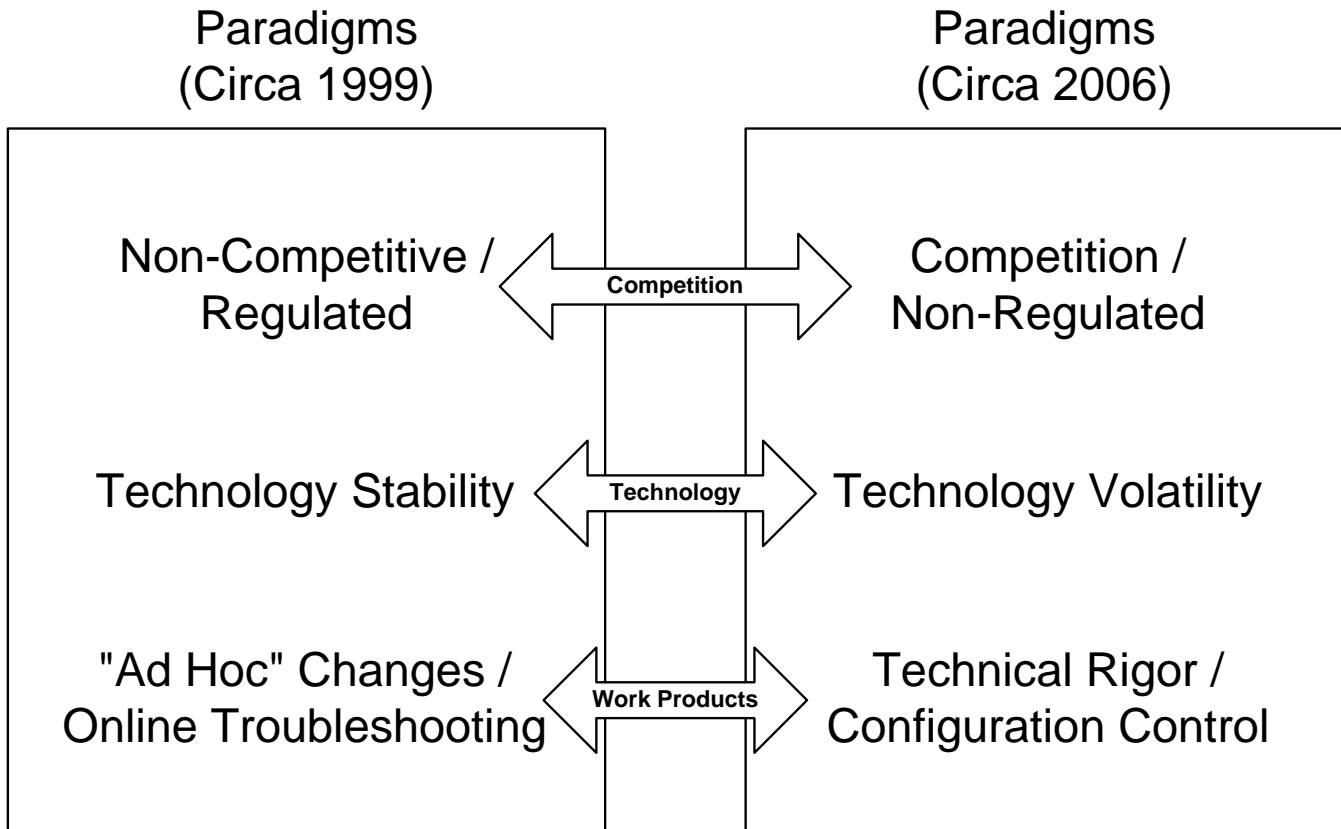 Paradigms
(Circa 1999)
Paradigms
(Circa 2006)
Non-Competitive /
Regulated
Competition
Competition /
Non-Regulated
Technology Stability
Technology
Technology Volatility
"Ad Hoc" Changes /
Online Troubleshooting
Work Products
Technical Rigor /
Configuration Control